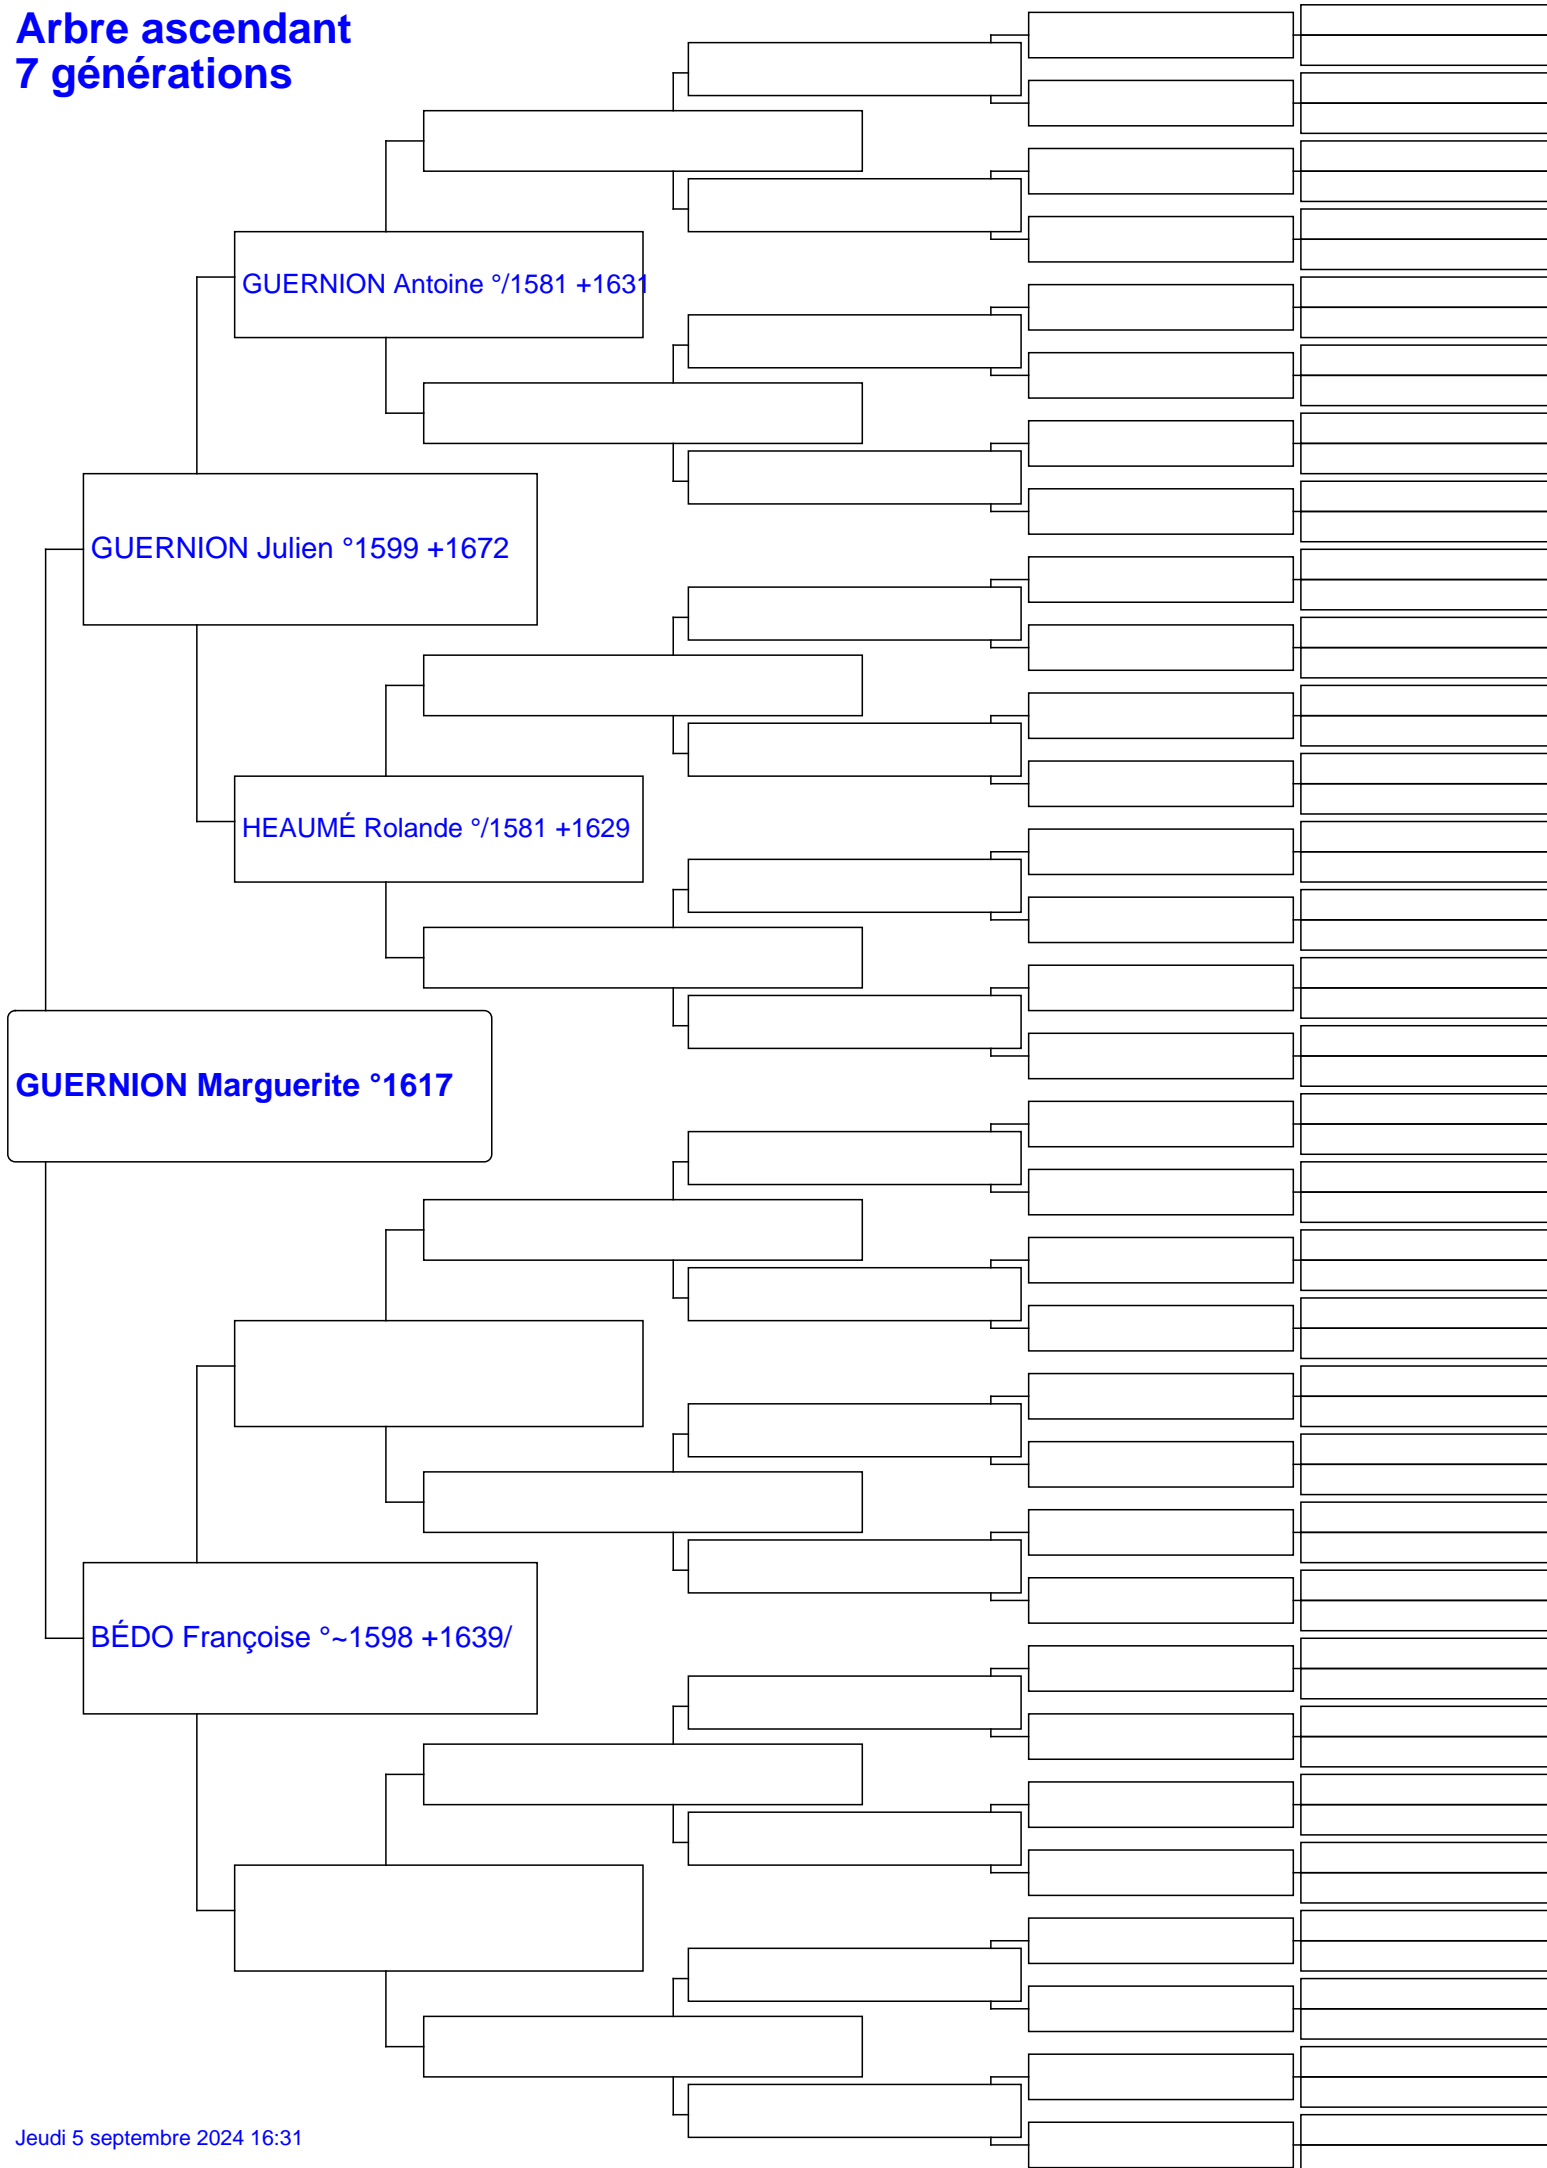 Arbre ascendant
7 générations
GUERNION Antoine °/1581 +1631
GUERNION Julien °1599 +1672
HEAUMÉ Rolande °/1581 +1629
GUERNION Marguerite °1617
BÉDO Françoise °~1598 +1639/
Jeudi 5 septembre 2024 16:31